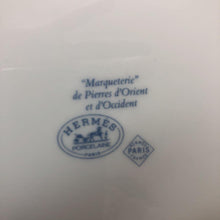 "Marqueterie"
de Pierres d'Orient
et d'Occident
HERMÈS
PORCELAINE
PARIS
PARIS